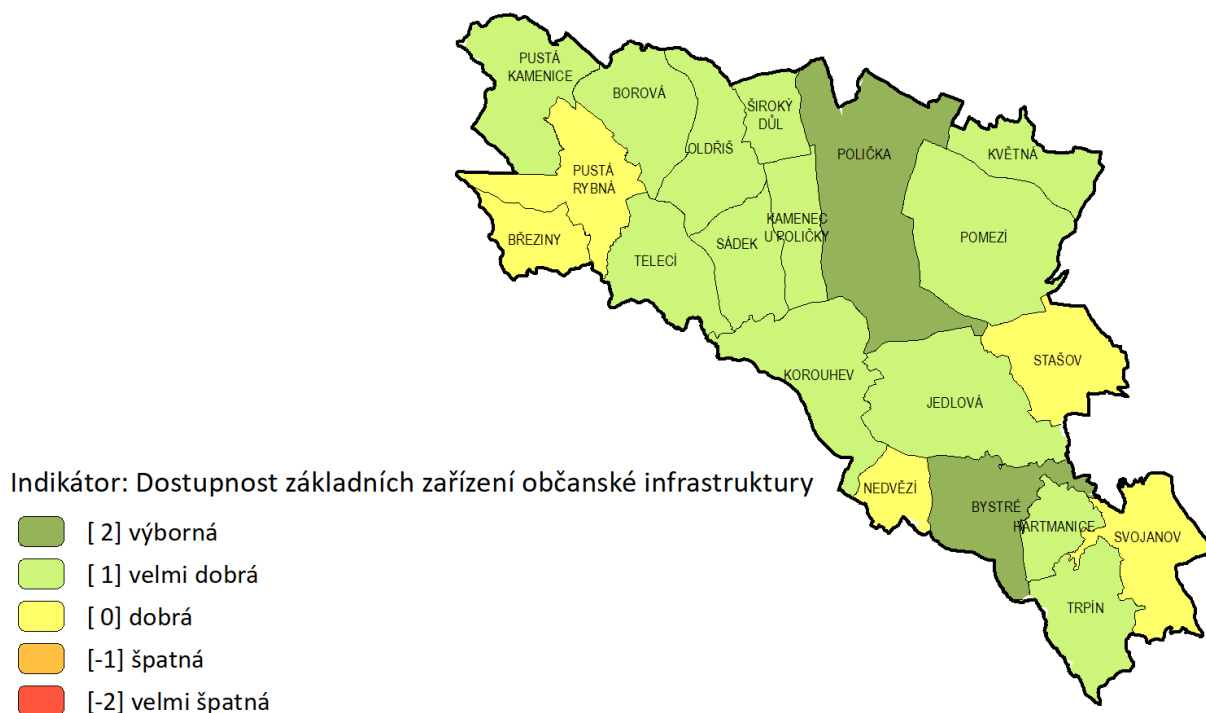 PUSTÁ
KAMENICE
BOROVÁ
OLDŘIŠ
ŠIROKÝ
DŮL
POLIČKA
KVĚTNÁ
PUSTÁ
RYBNÁ
BŘEZINY
TELECÍ
SÁDEK
KAMENEC
U POLIČKY
POMEZÍ
STAŠOV
KOROUHEV
JEDLOVÁ
NEDVĚZÍ
BYSTRÉ
HARTMANICE
SVOJANOV
TRPÍN
Indikátor: Dostupnost základních zařízení občanské infrastruktury
[ 2] výborná
[ 1] velmi dobrá
[ 0] dobrá
[-1] špatná
[-2] velmi špatná